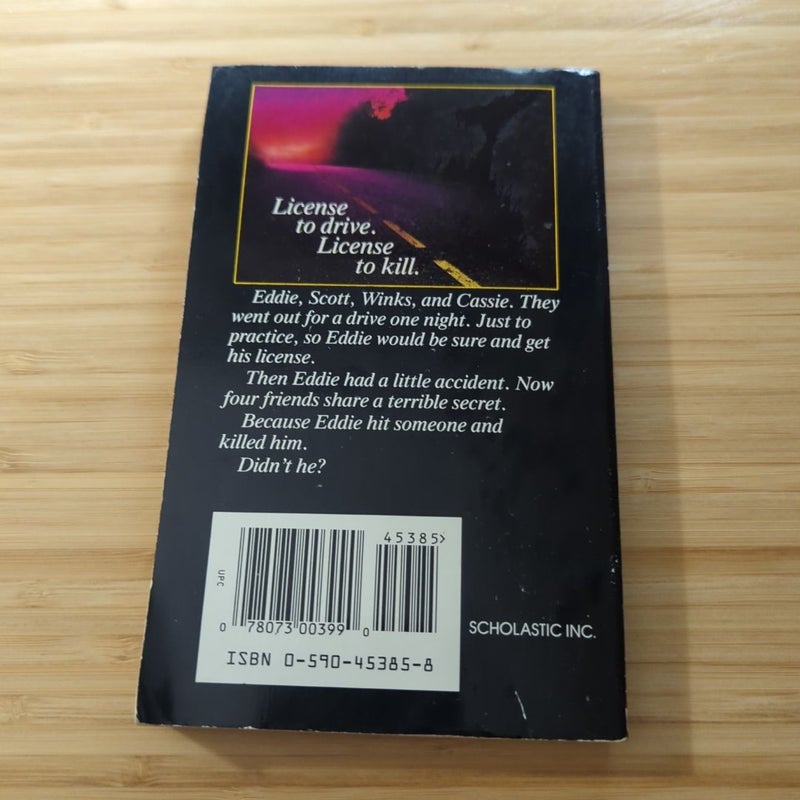 License
to drive.
License
to kill.
Eddie, Scott, Winks, and Cassie. They
went out for a drive one night. Just to
practice, so Eddie would be sure and get
his license.
Then Eddie had a little accident. Now
four friends share a terrible secret.
Because Eddie hit someone and
killed him.
Didn't he?
45385>
UPC
0 78073 00399 0
SCHOLASTIC INC.
ISBN 0-590-45385-8